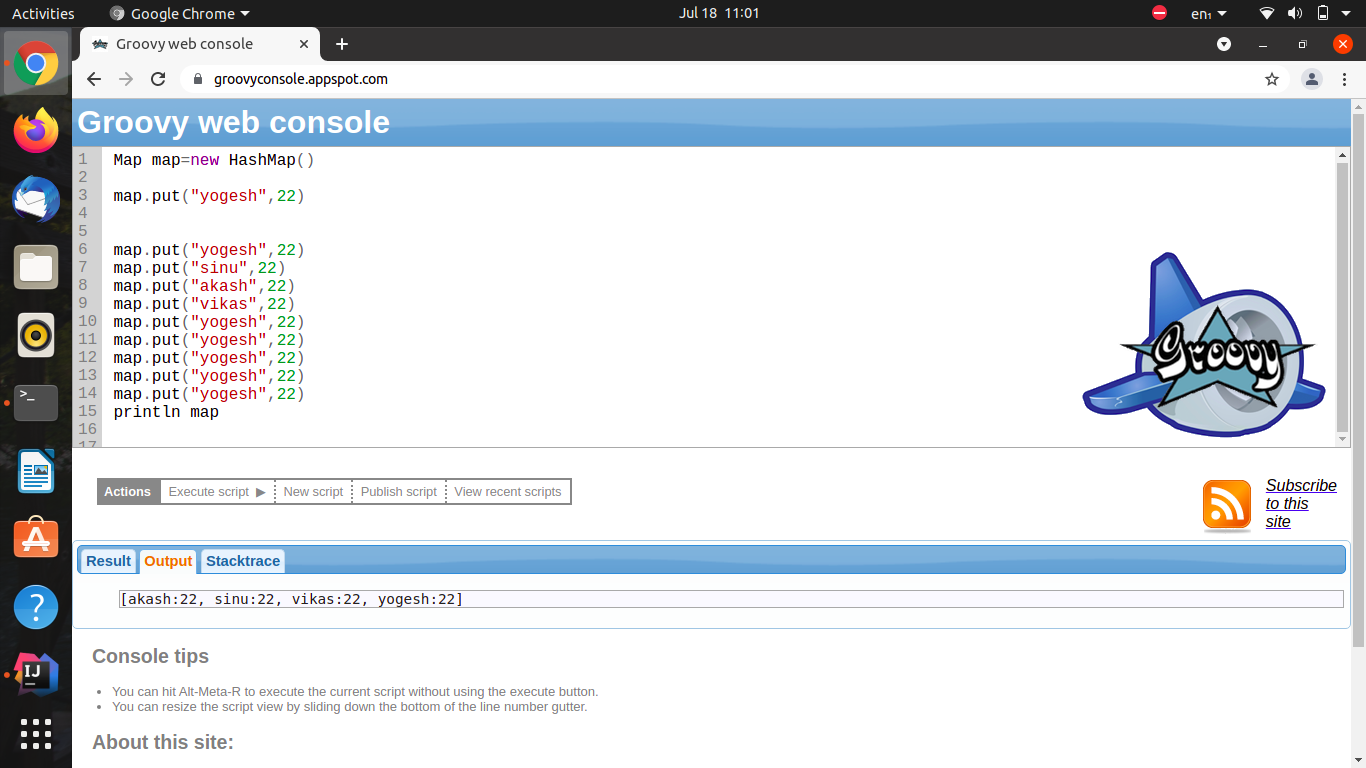 Activities Google Chrome Jul 18 11:01 en₁
Groovy web console
groovyconsole.appspot.com
Groovy web console
1 Map map=new HashMap()
2
3 map.put("yogesh",22)
4
5
6 map.put("yogesh",22)
7 map.put("sinu",22)
8 map.put("akash",22)
9 map.put("vikas",22)
10 map.put("yogesh",22)
11 map.put("yogesh",22)
12 map.put("yogesh",22)
13 map.put("yogesh",22)
14 map.put("yogesh",22)
15 println map
16
17
Groovy
Actions Execute script ▶ New script Publish script View recent scripts
Subscribe
to this
site
Result Output Stacktrace
[akash:22, sinu:22, vikas:22, yogesh:22]
Console tips
• You can hit Alt-Meta-R to execute the current script without using the execute button.
• You can resize the script view by sliding down the bottom of the line number gutter.
About this site:
>_
?
IJ